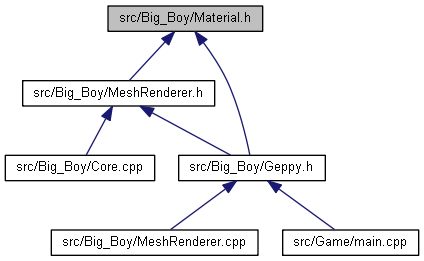 src/Big_Boy/Material.h
src/Big_Boy/MeshRenderer.h
src/Big_Boy/Core.cpp
src/Big_Boy/Geppy.h
src/Big_Boy/MeshRenderer.cpp
src/Game/main.cpp